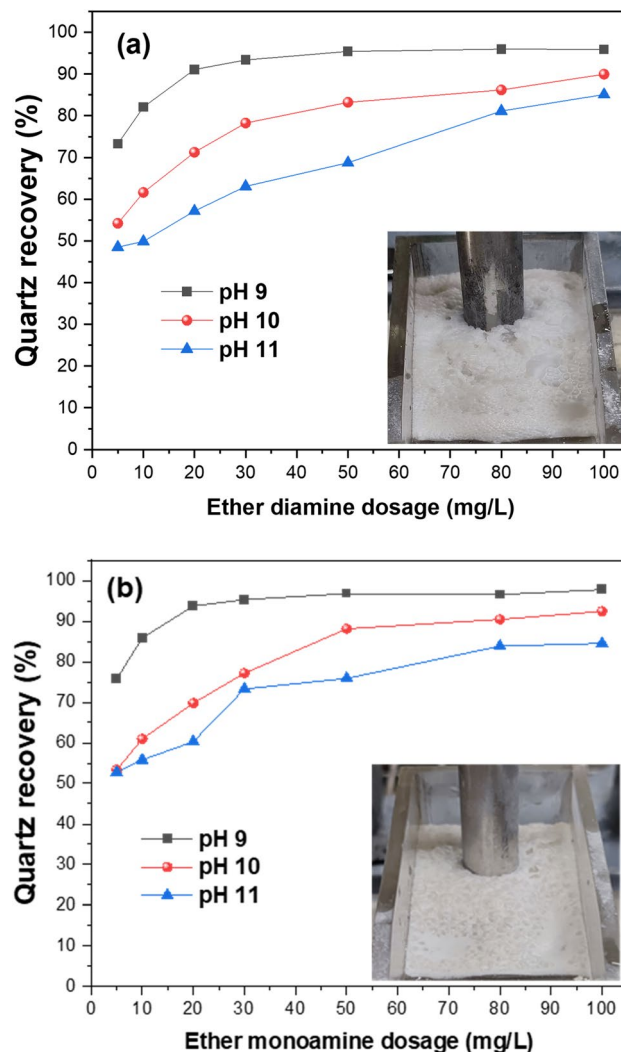 (a)
Quartz recovery (%)
100
90
80
70
60
50
40
30
20
10
0
pH 9
pH 10
pH 11
0 10 20 30 40 50 60 70 80 90 100
Ether diamine dosage (mg/L)
(b)
Quartz recovery (%)
100
90
80
70
60
50
40
30
20
10
0
pH 9
pH 10
pH 11
0 10 20 30 40 50 60 70 80 90 100
Ether monoamine dosage (mg/L)